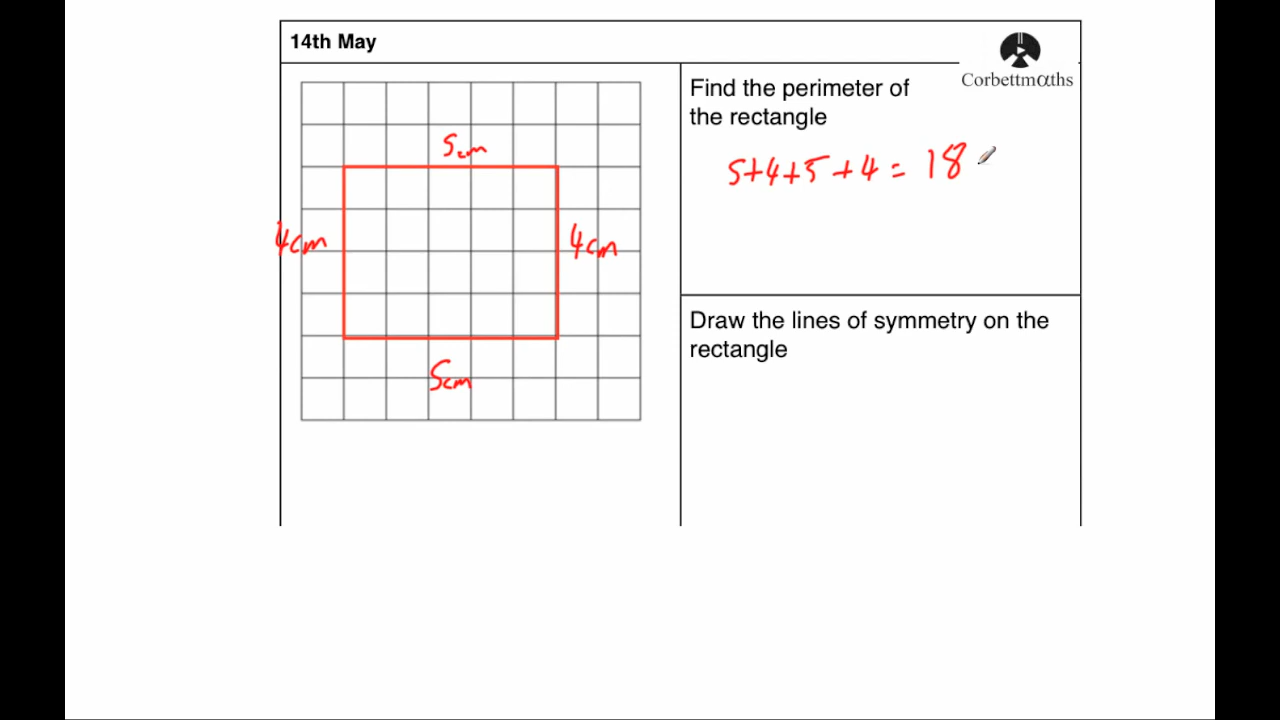 14th May
Corbettmαths
5cm
4cm
4cm
5cm
Find the perimeter of
the rectangle
5+4+5+4=18
Draw the lines of symmetry on the
rectangle